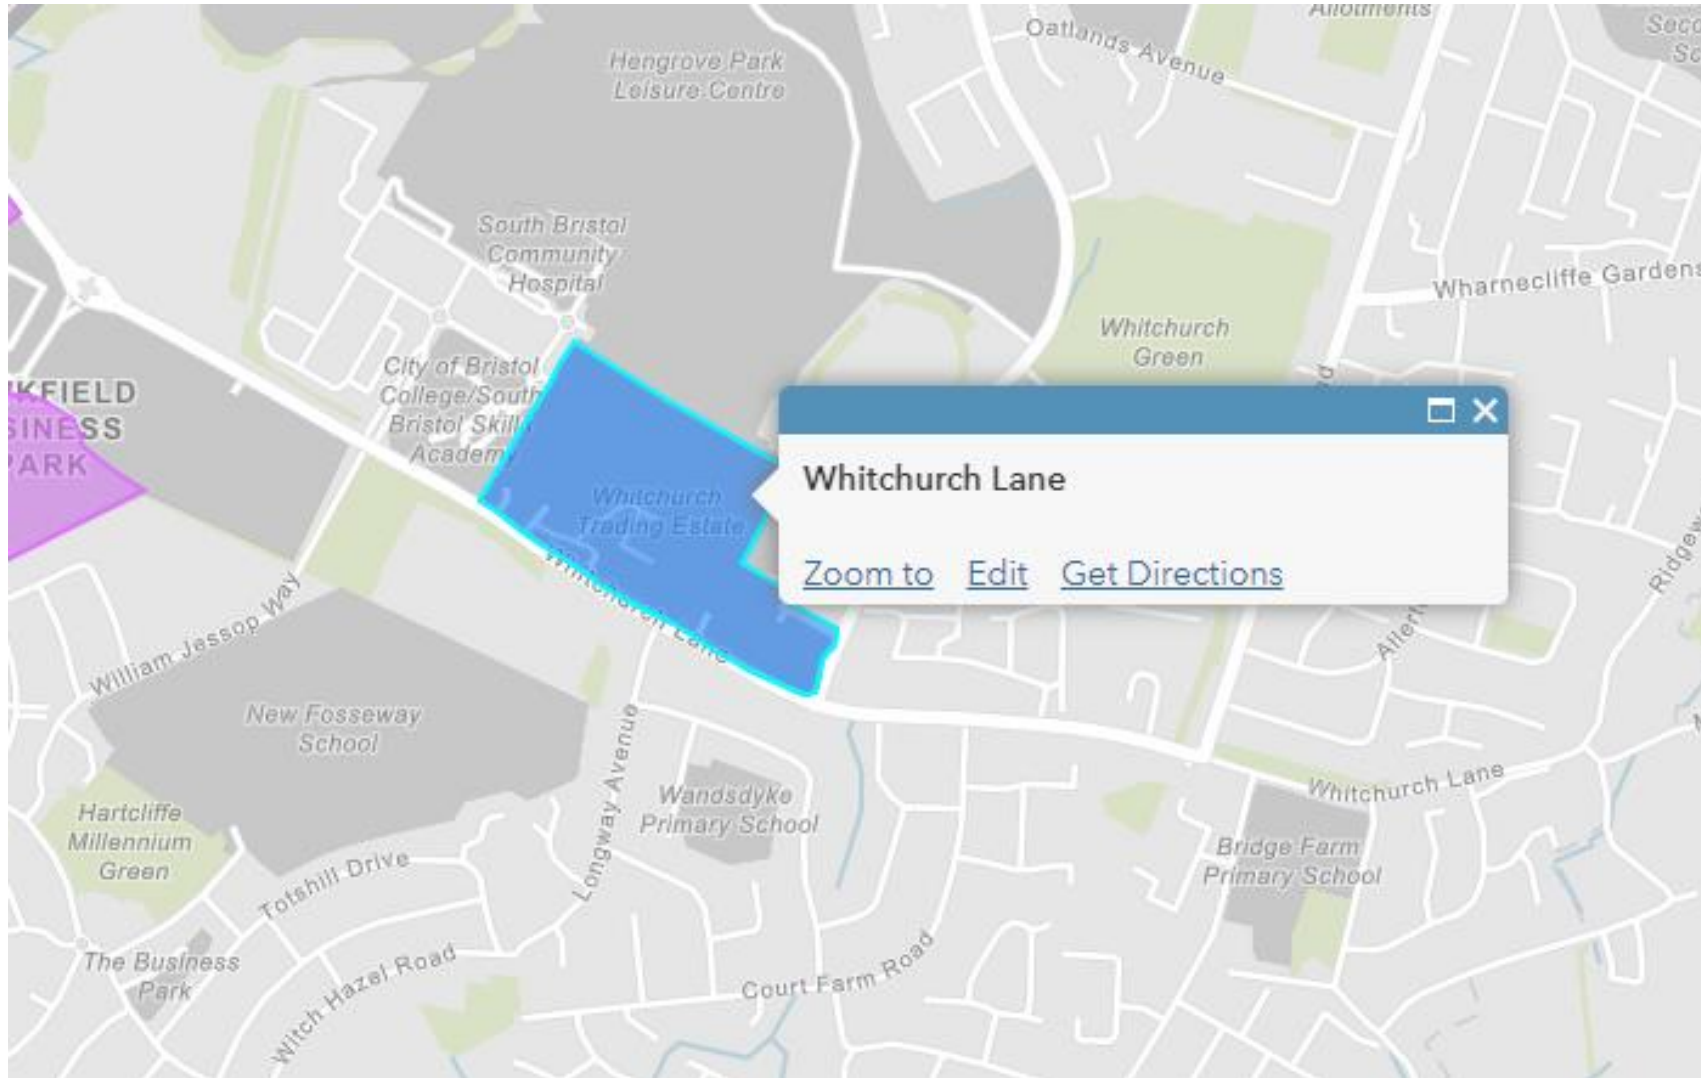 Allotments
Oatlands Avenue
Hengrove Park
Leisure Centre
South Bristol
Community
Hospital
Wharnecliffe Gardens
Whitchurch
Green
City of Bristol
College/South
Bristol Skills
Academy
KFIELD
SINESS
PARK
Whitchurch Lane
Whitchurch
Trading Estate
Zoom to Edit Get Directions
Whitchurch Lane
William Jessop Way
New Fosseway
School
Longway Avenue
Wandsdyke
Primary School
Whitchurch Lane
Hartcliffe
Millennium
Green
Bridge Farm
Primary School
Totshill Drive
The Business
Park
Witch Hazel Road
Court Farm Road